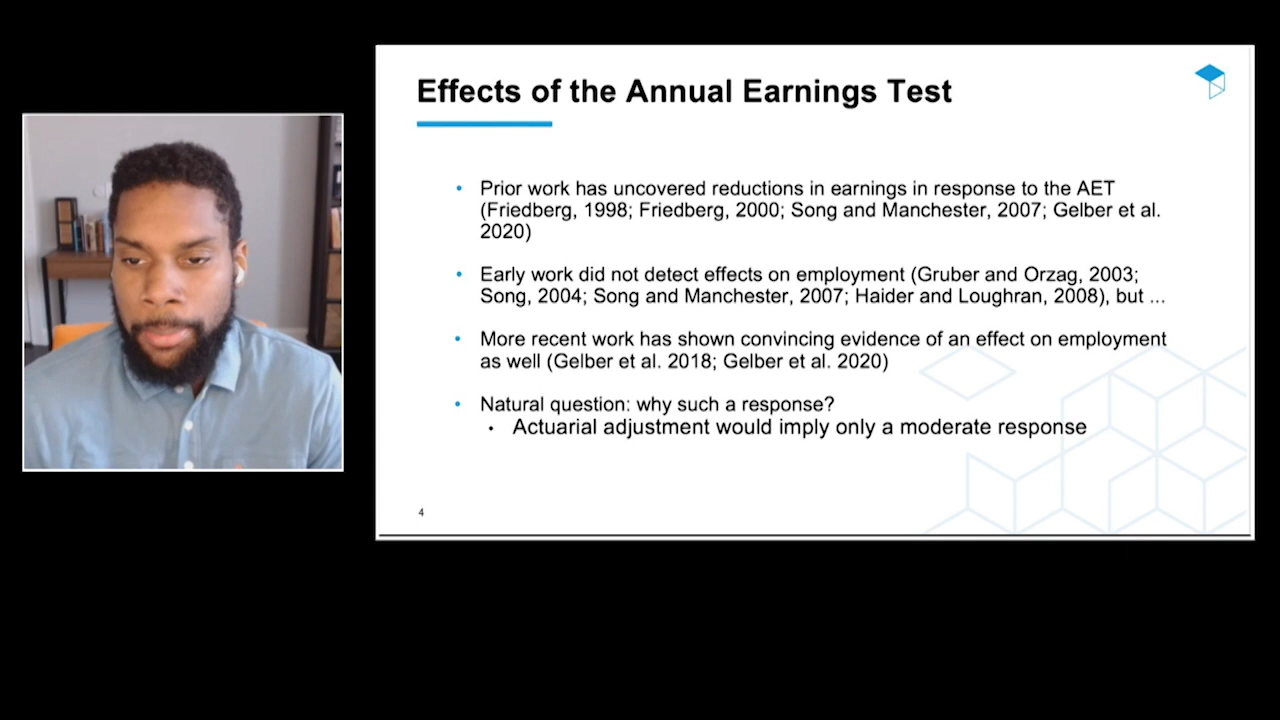 Effects of the Annual Earnings Test
• Prior work has uncovered reductions in earnings in response to the AET
(Friedberg, 1998; Friedberg, 2000; Song and Manchester, 2007; Gelber et al.
2020)
• Early work did not detect effects on employment (Gruber and Orzag, 2003;
Song, 2004; Song and Manchester, 2007; Haider and Loughran, 2008), but ...
• More recent work has shown convincing evidence of an effect on employment
as well (Gelber et al. 2018; Gelber et al. 2020)
• Natural question: why such a response?
• Actuarial adjustment would imply only a moderate response
4